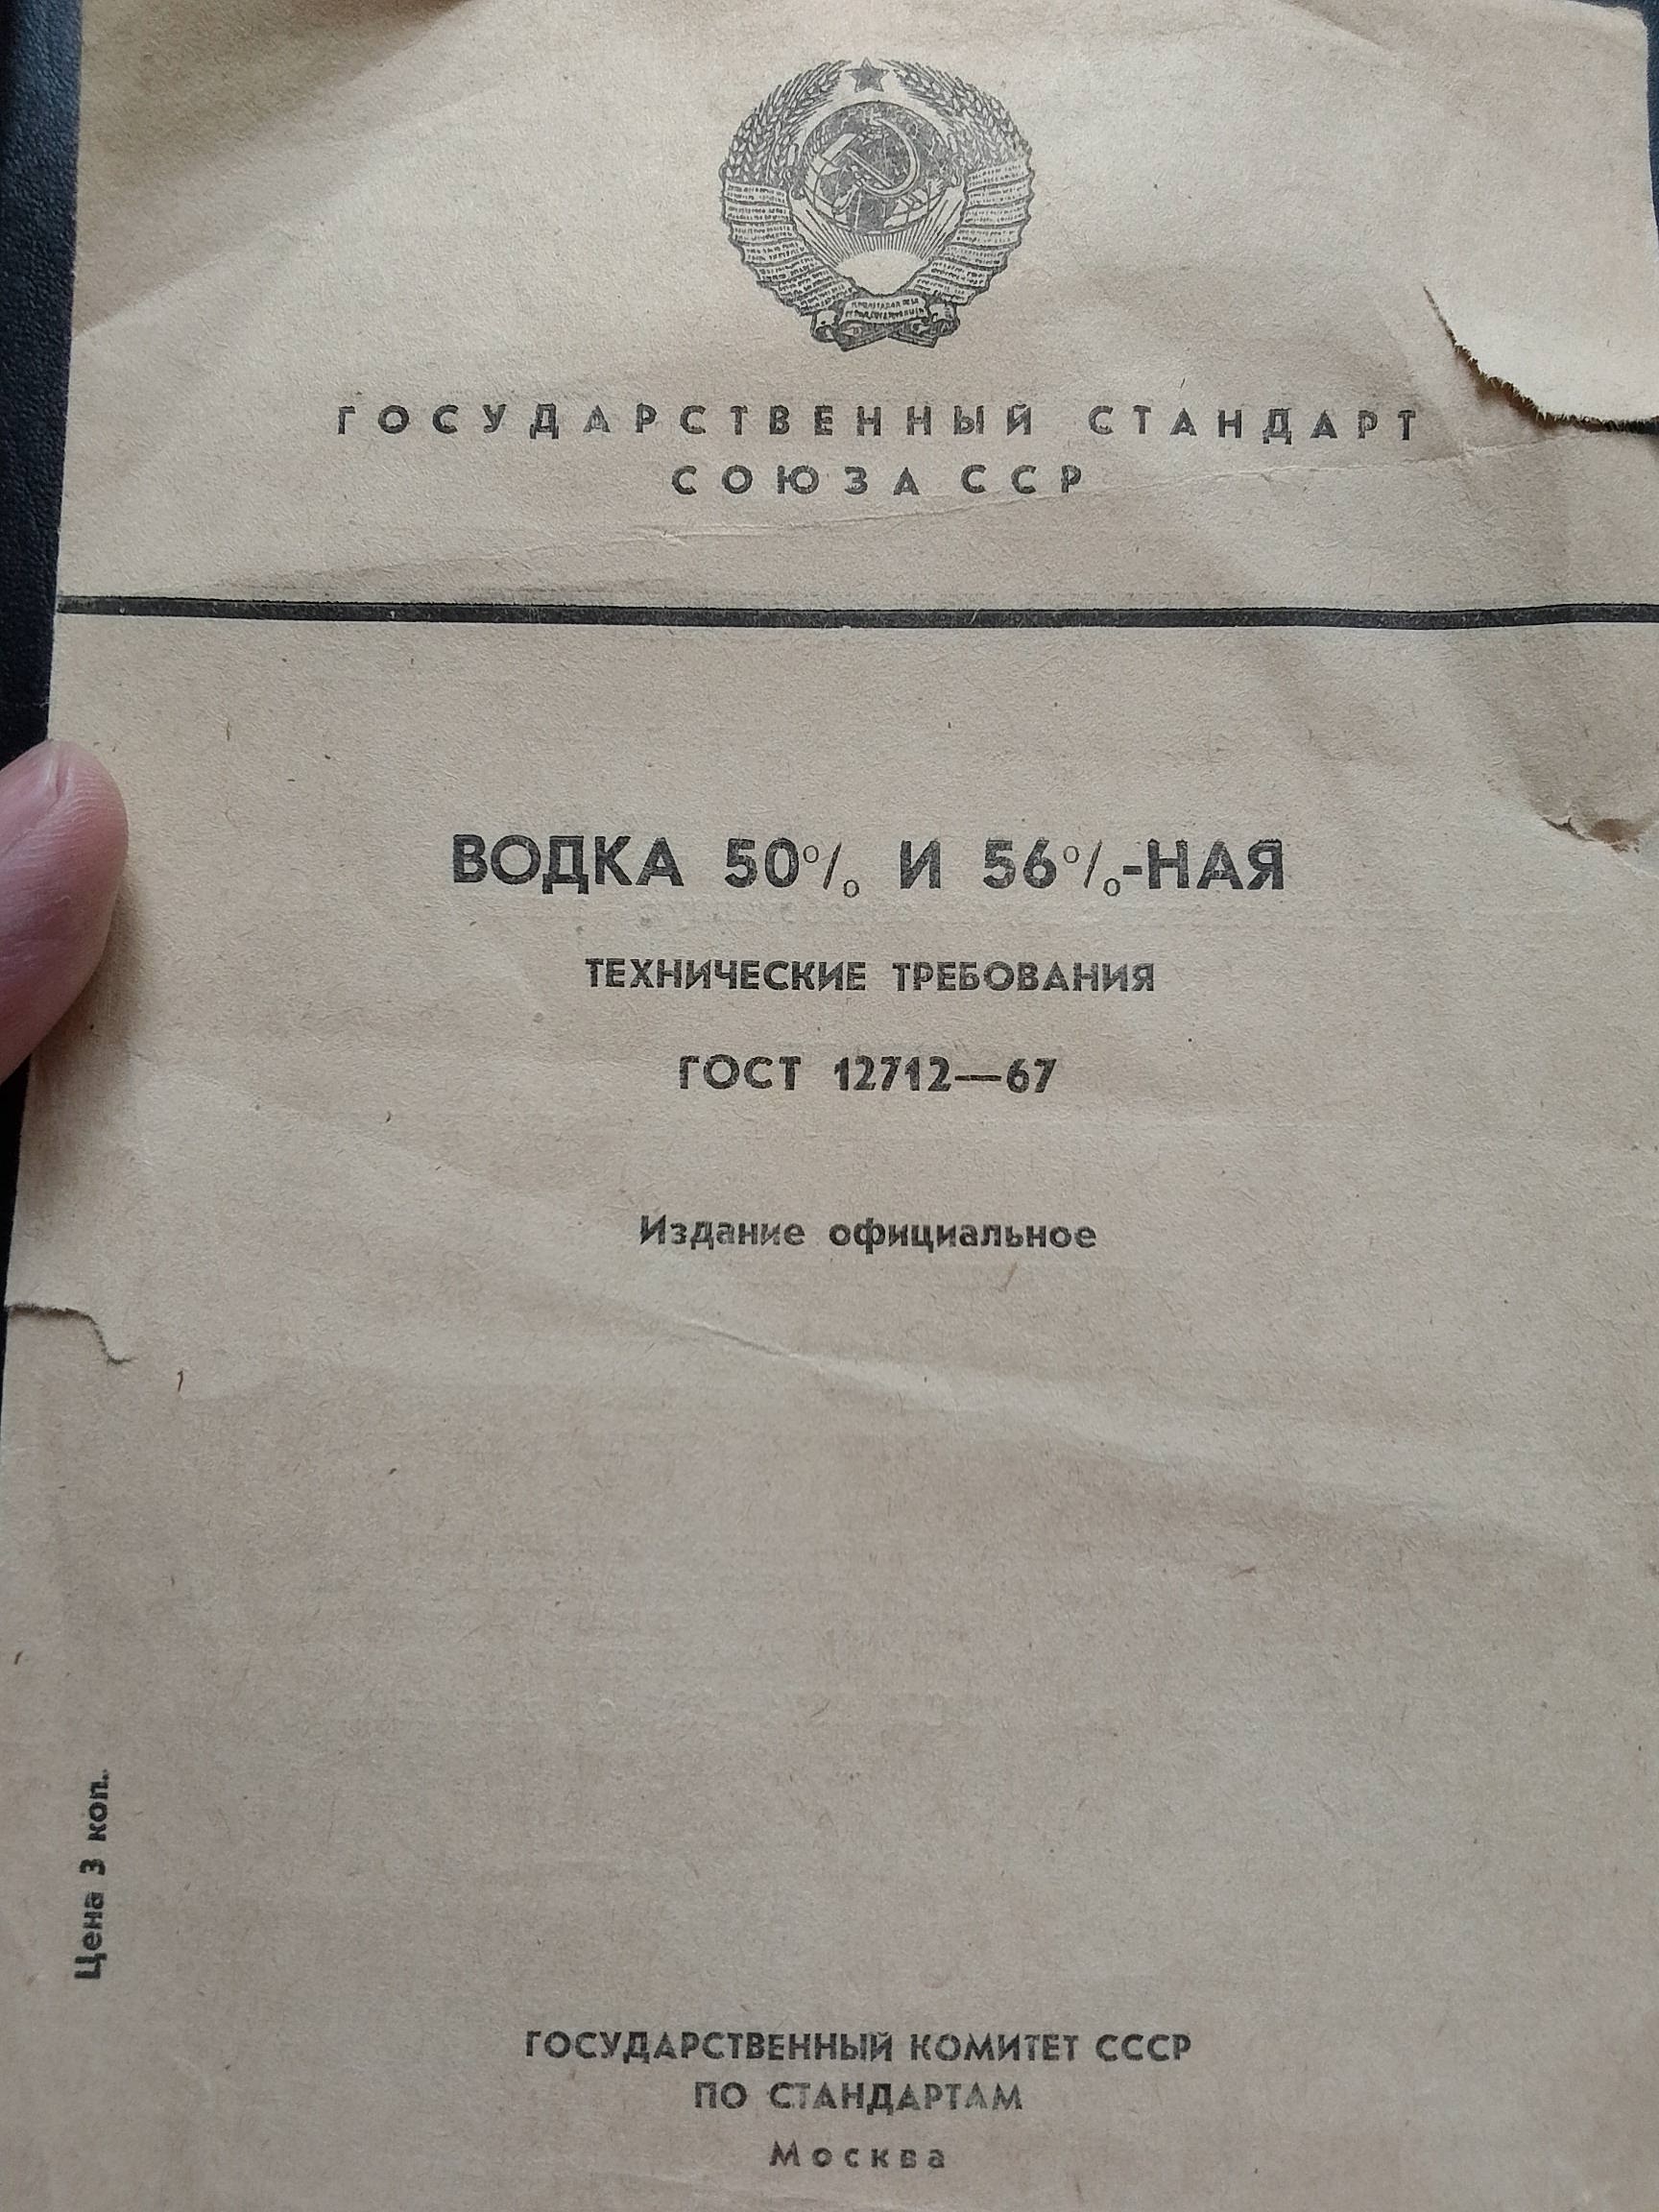 ГОСУДАРСТВЕННЫЙ СТАНДАРТ
СОЮЗА ССР
ВОДКА 50% И 56%-НАЯ
ТЕХНИЧЕСКИЕ ТРЕБОВАНИЯ
ГОСТ 12712—67
Издание официальное
Цена 3 коп.
ГОСУДАРСТВЕННЫЙ КОМИТЕТ СССР
ПО СТАНДАРТАМ
Москва